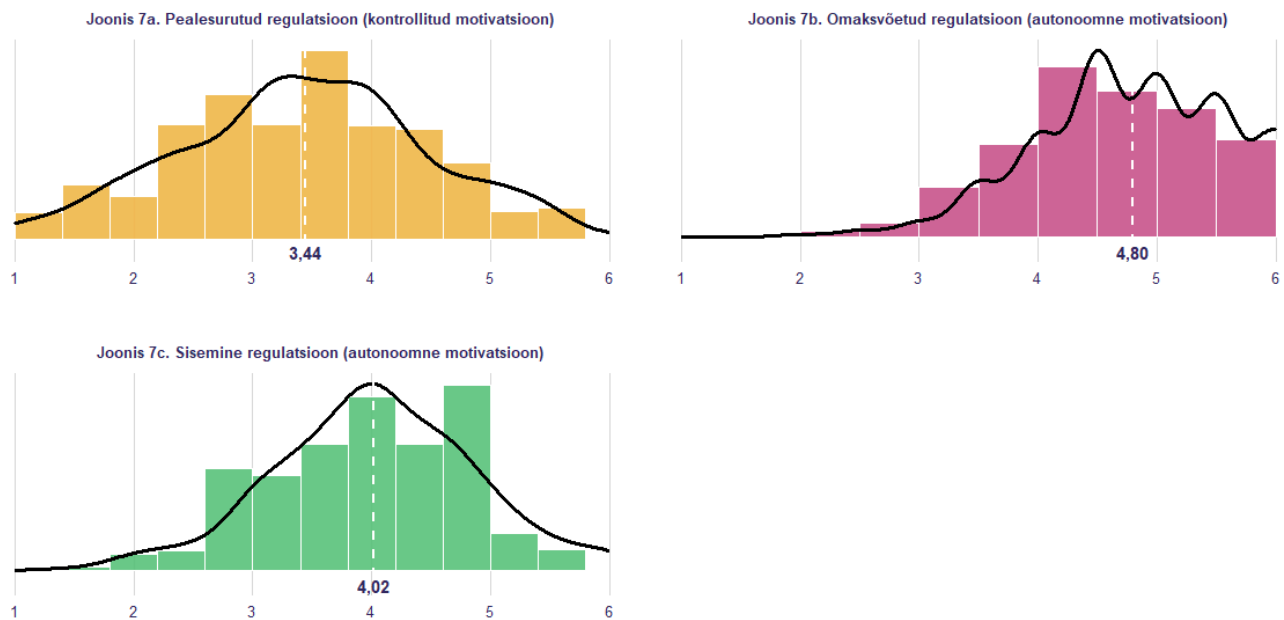 Joonis 7a. Pealesurutud regulatsioon (kontrollitud motivatsioon)
3,44
1 2 3 4 5 6
Joonis 7b. Omaksvõetud regulatsioon (autonoomne motivatsioon)
4,80
1 2 3 4 5 6
Joonis 7c. Sisemine regulatsioon (autonoomne motivatsioon)
4,02
1 2 3 4 5 6